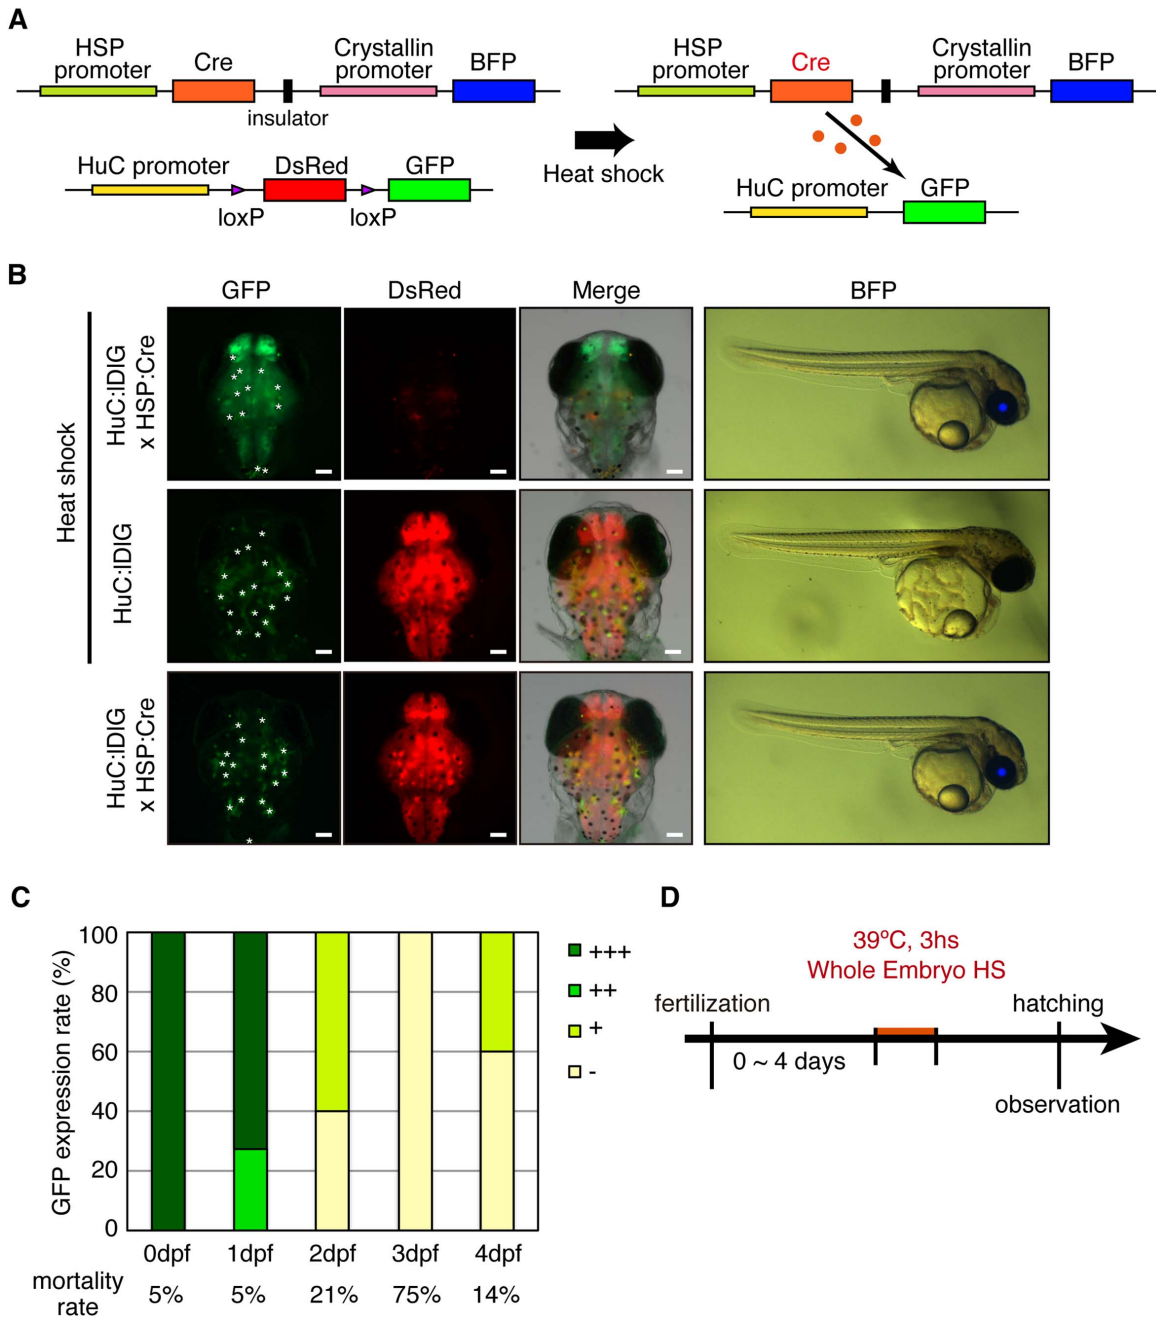 A
HSP
promoter
Cre
Crystallin
promoter
BFP
insulator
HuC promoter
DsRed
GFP
loxP
loxP
Heat shock
HSP
promoter
Cre
Crystallin
promoter
BFP
HuC promoter
GFP
B
GFP
DsRed
Merge
BFP
Heat shock
HuC:lDlG
x HSP:Cre
HuC:lDlG
HuC:lDlG
x HSP:Cre
C
GFP expression rate (%)
100
80
60
40
20
0
+++
++
+
-
0dpf 1dpf 2dpf 3dpf 4dpf
mortality
rate
5% 5% 21% 75% 14%
D
39ºC, 3hs
Whole Embryo HS
fertilization
hatching
0 ~ 4 days
observation